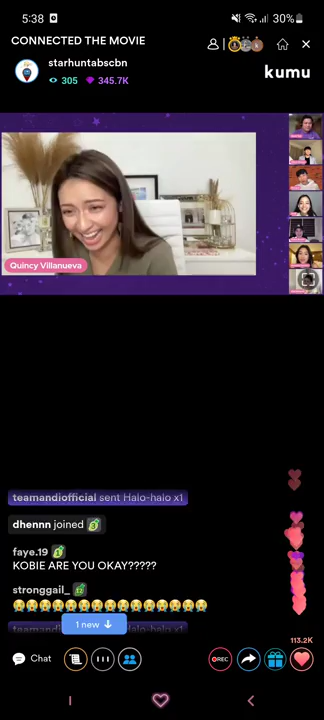 5:38
30%
CONNECTED THE MOVIE
starhuntabscbn
305 345.7K
kumu
Quincy Villanueva
teamandiofficial sent Halo-halo x1
dhennn joined
faye.19
KOBIE ARE YOU OKAY?????
stronggail_
😭😭😭😭😭😭😭😭😭😭😭😭😭😭😭
1 new
113.2K
Chat
REC